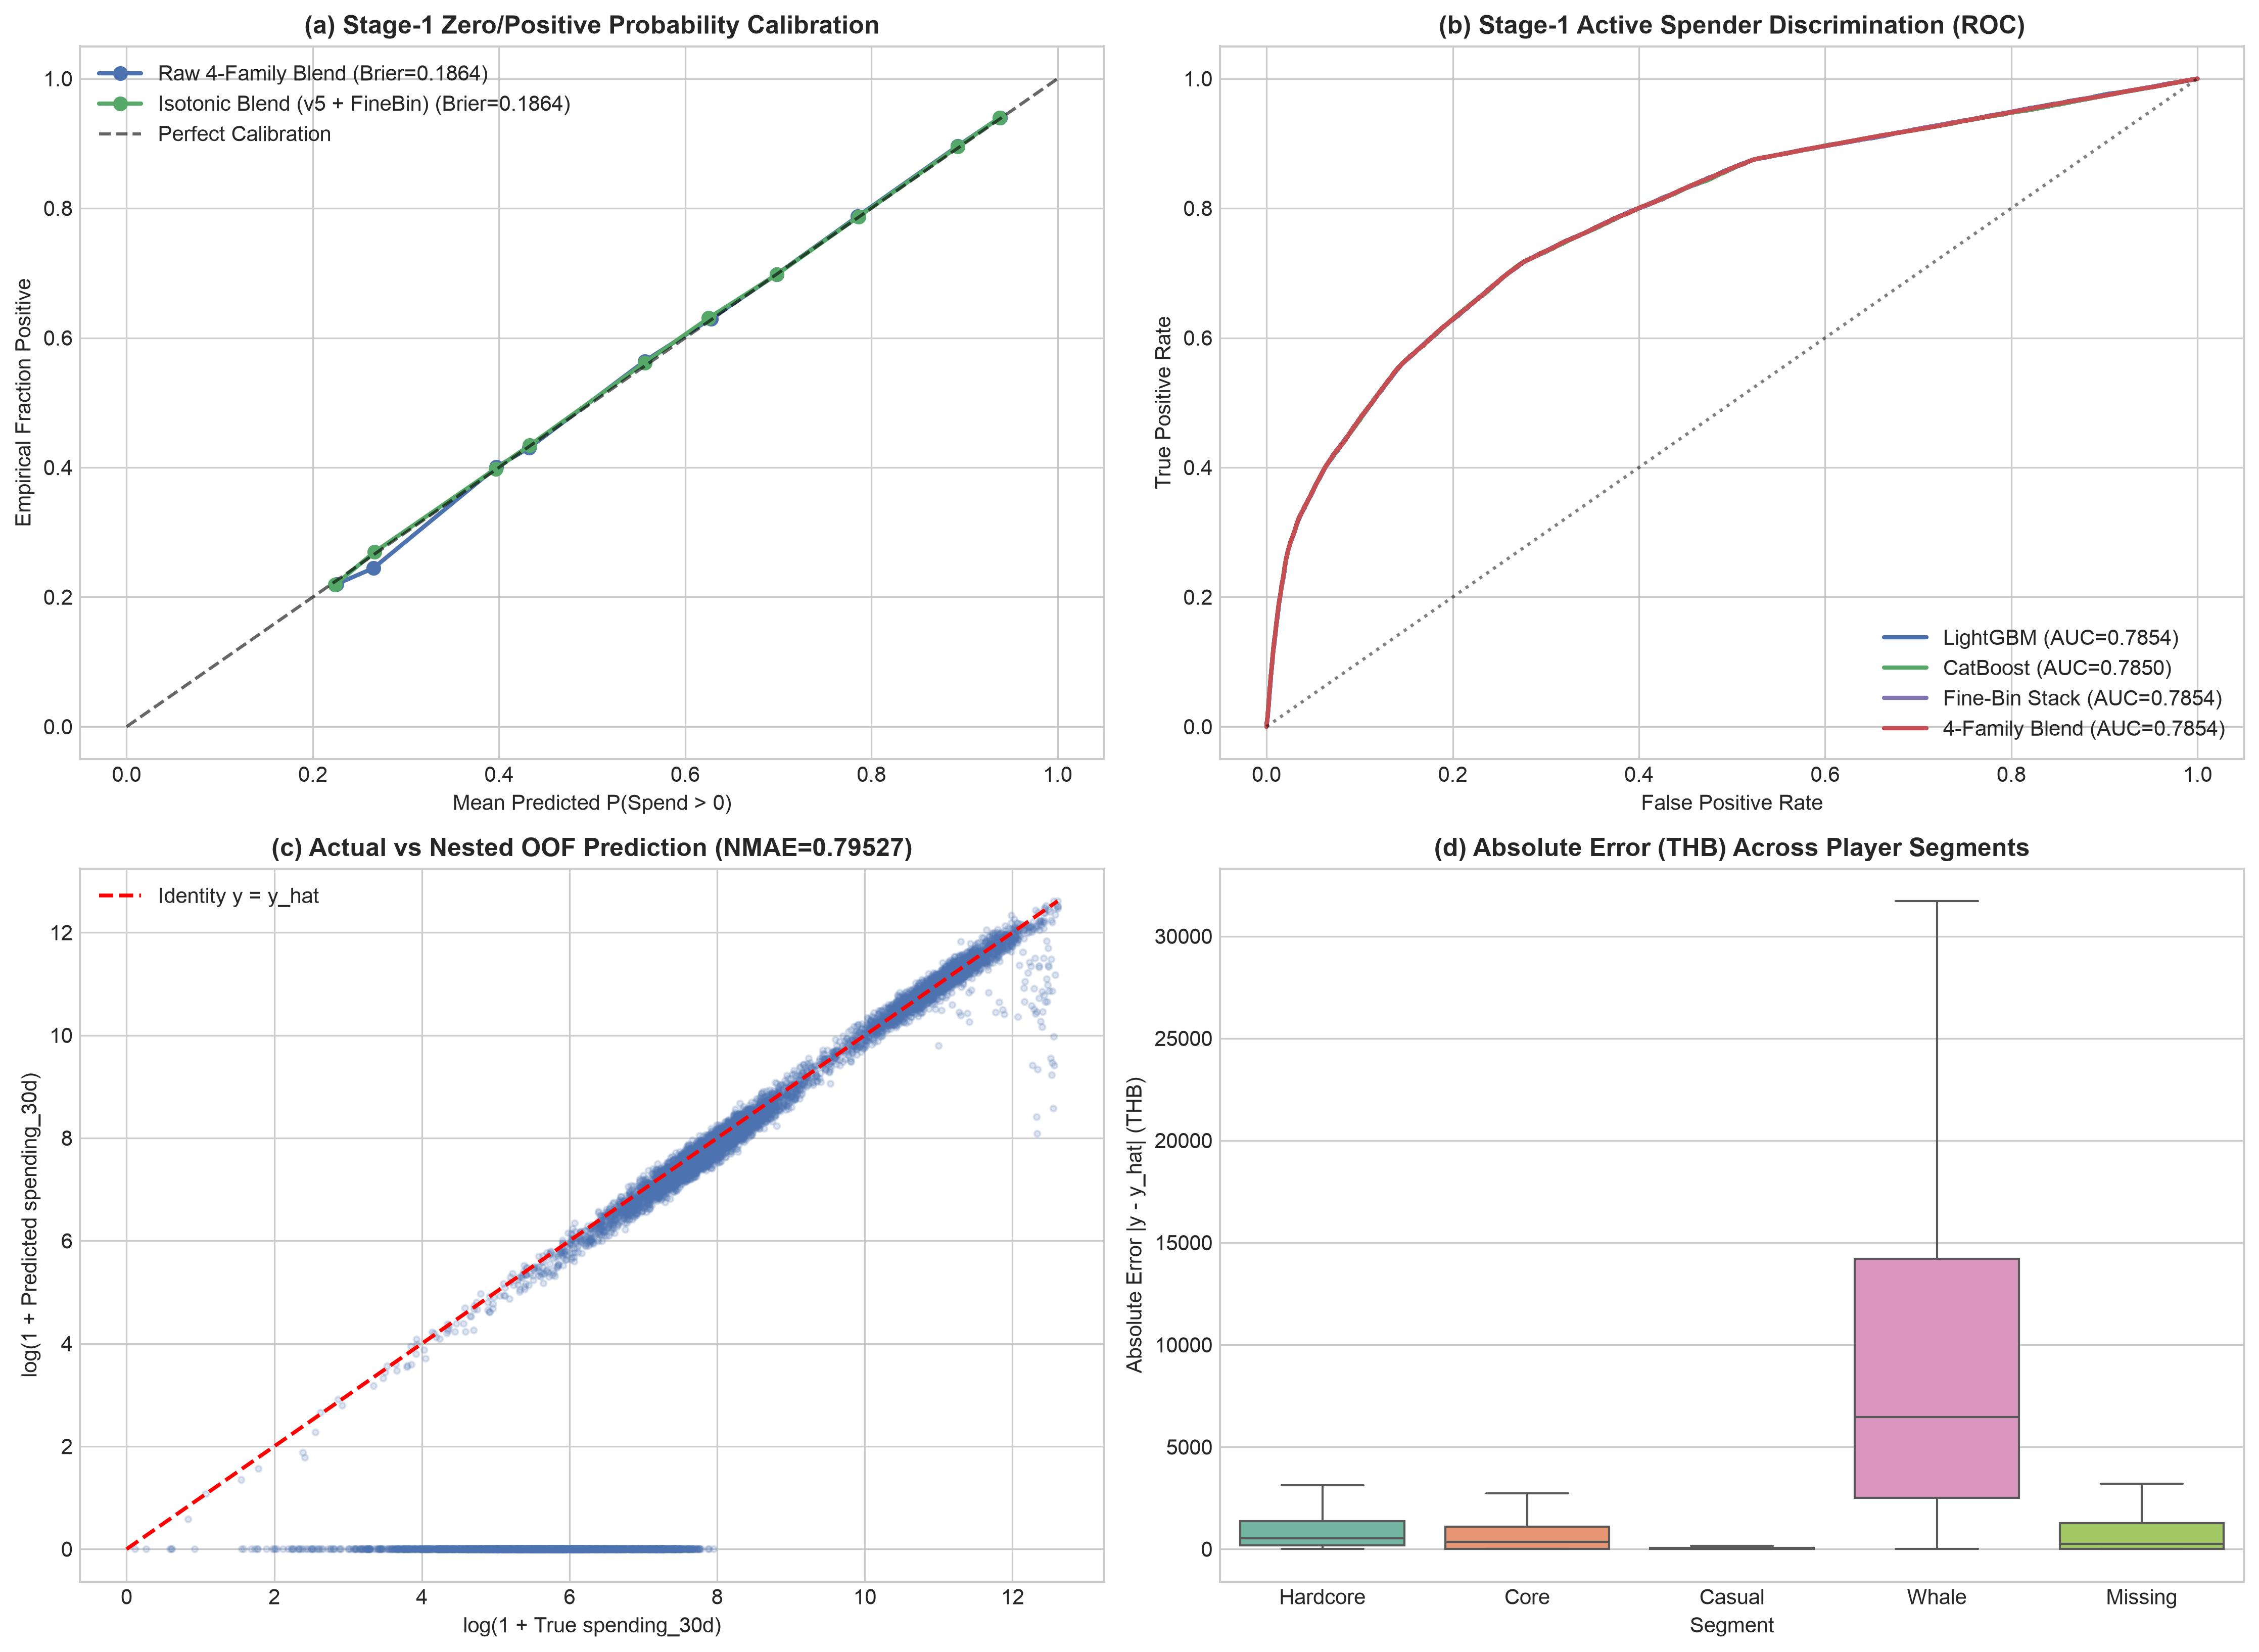 (a) Stage-1 Zero/Positive Probability Calibration
Raw 4-Family Blend (Brier=0.1864)
Isotonic Blend (v5 + FineBin) (Brier=0.1864)
Perfect Calibration
Empirical Fraction Positive
1.0
0.8
0.6
0.4
0.2
0.0
0.0 0.2 0.4 0.6 0.8 1.0
Mean Predicted P(Spend > 0)
(b) Stage-1 Active Spender Discrimination (ROC)
True Positive Rate
1.0
0.8
0.6
0.4
0.2
0.0
LightGBM (AUC=0.7854)
CatBoost (AUC=0.7850)
Fine-Bin Stack (AUC=0.7854)
4-Family Blend (AUC=0.7854)
0.0 0.2 0.4 0.6 0.8 1.0
False Positive Rate
(c) Actual vs Nested OOF Prediction (NMAE=0.79527)
Identity y = y_hat
log(1 + Predicted spending_30d)
12
10
8
6
4
2
0
0 2 4 6 8 10 12
log(1 + True spending_30d)
(d) Absolute Error (THB) Across Player Segments
Absolute Error |y - y_hat| (THB)
30000
25000
20000
15000
10000
5000
0
Hardcore Core Casual Whale Missing
Segment